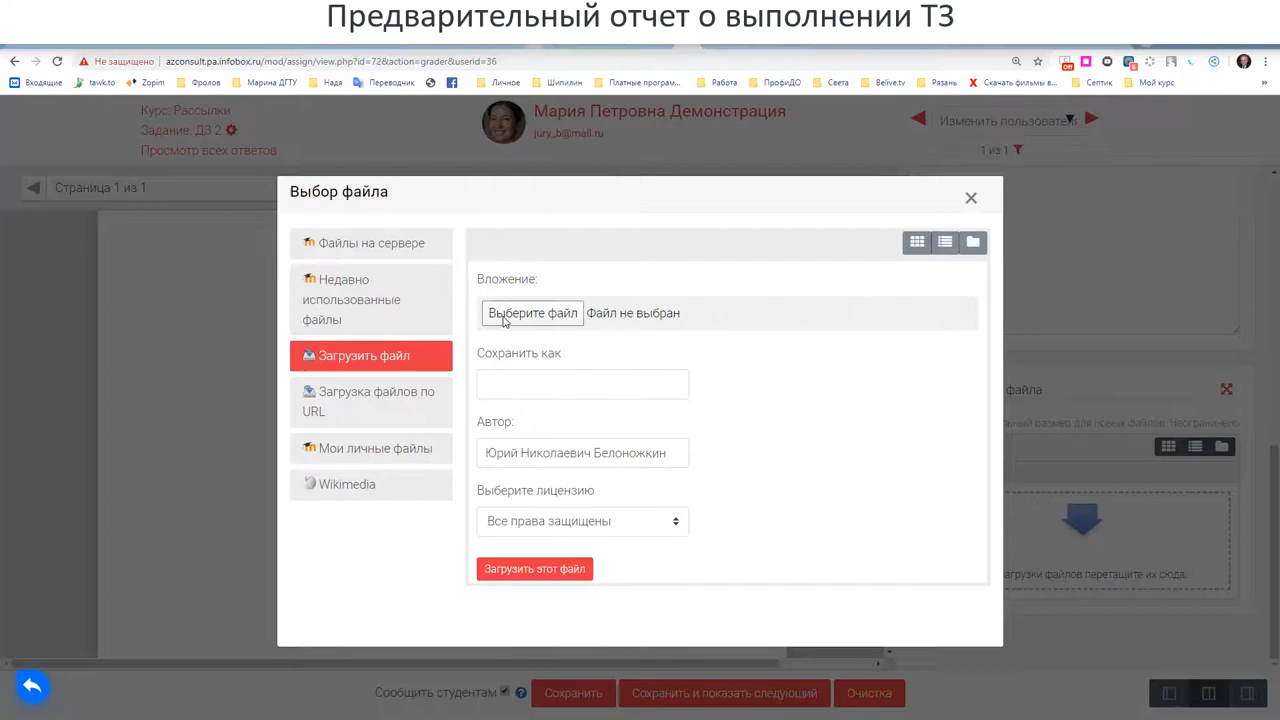 Предварительный отчет о выполнении ТЗ
Не защищено azconsult.pa.infobox.ru/mod/assign/view.php?id=72&action=grader&userid=36
Входящие tawk.to Zopim Фролов Марина ДГТУ Надя Переводчик Личное Шипилин Платные програм... Работа ПрофиДО Света Belive.tv Рязань Скачать фильмы в... Септик Мой курс
Курс: Рассылки
Задание: ДЗ 2
Просмотр всех ответов
Мария Петровна Демонстрация
jury_b@mail.ru
Изменить пользователя
1 из 1
Страница 1 из 1
Выбор файла
Файлы на сервере
Недавно
использованные
файлы
Загрузить файл
Загрузка файлов по
URL
Мои личные файлы
Wikimedia
Вложение:
Выберите файл Файл не выбран
Сохранить как
Автор:
Юрий Николаевич Белоножкин
Выберите лицензию
Все права защищены
Загрузить этот файл
файла
размер для новых файлов: Неограничено
файлов перетащите их сюда.
Сообщить студентам
Сохранить
Сохранить и показать следующий
Очистка